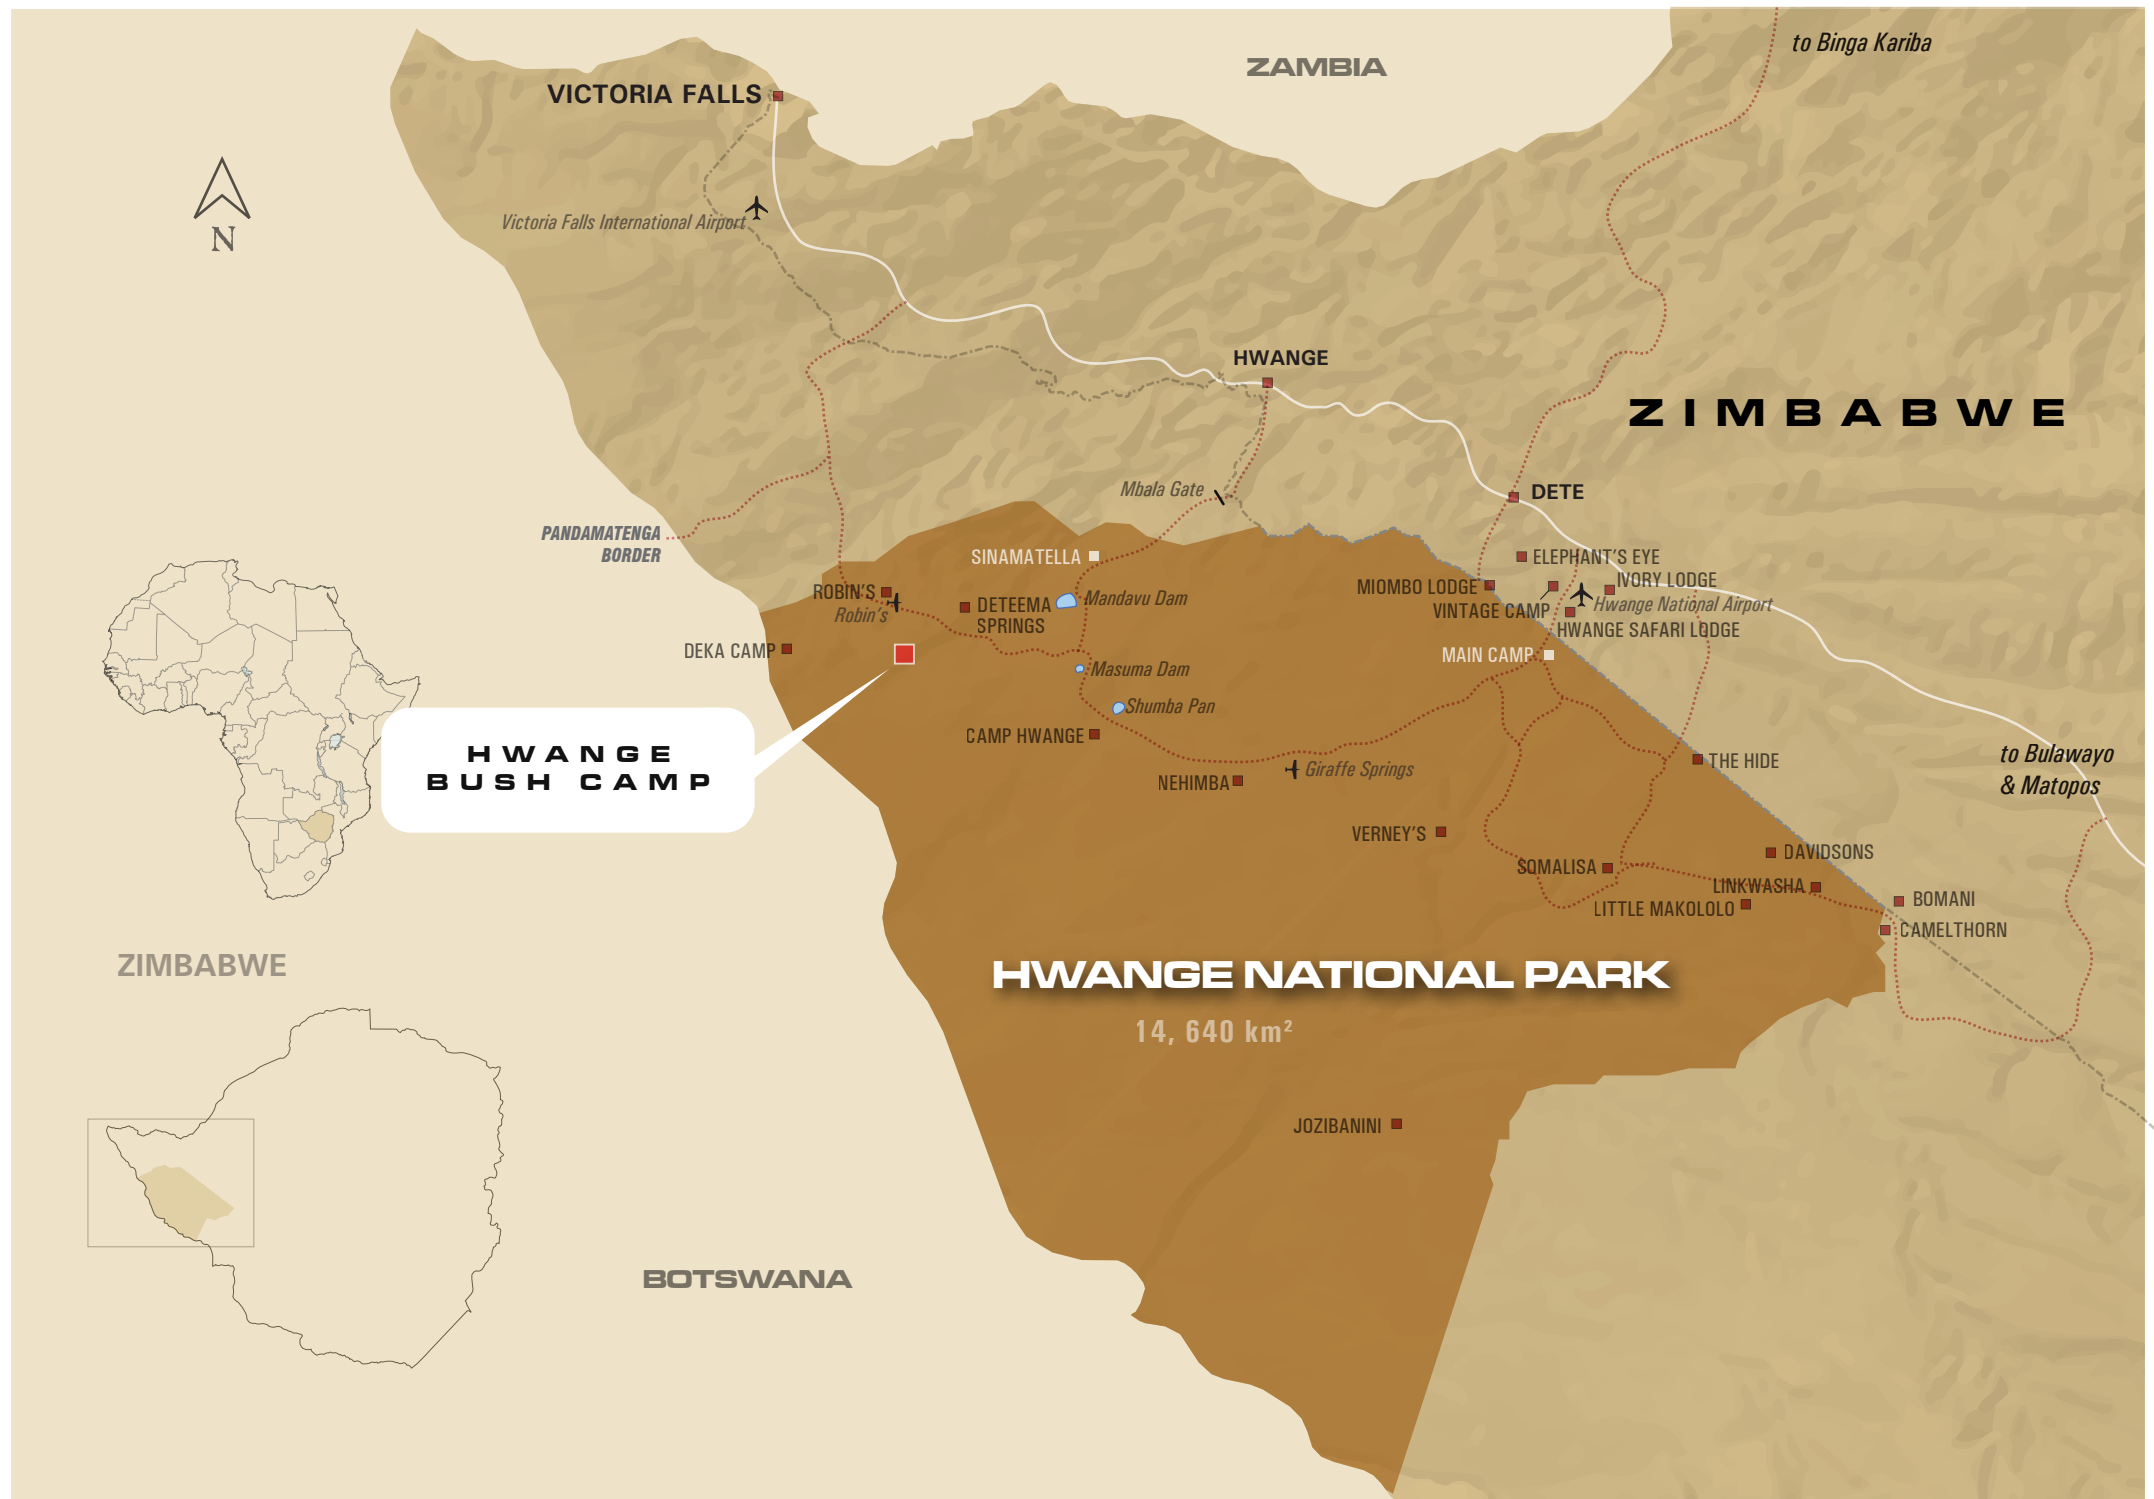 ZAMBIA
to Binga Kariba
VICTORIA FALLS
Victoria Falls International Airport
N
HWANGE
ZIMBABWE
Mbala Gate
DETE
PANDAMATENGA
BORDER
SINAMATELLA
ELEPHANT'S EYE
MIOMBO LODGE
IVORY LODGE
ROBIN'S
Robin's
DETEEMA
SPRINGS
Mandavu Dam
VINTAGE CAMP
Hwange National Airport
HWANGE SAFARI LODGE
DEKA CAMP
MAIN CAMP
Masuma Dam
Shumba Pan
CAMP HWANGE
HWANGE
BUSH CAMP
to Bulawayo
& Matopos
THE HIDE
Giraffe Springs
NEHIMBA
VERNEY'S
DAVIDSONS
SOMALISA
LINKWASHA
LITTLE MAKOLOLO
BOMANI
CAMELTHORN
ZIMBABWE
HWANGE NATIONAL PARK
14, 640 km²
JOZIBANINI
BOTSWANA